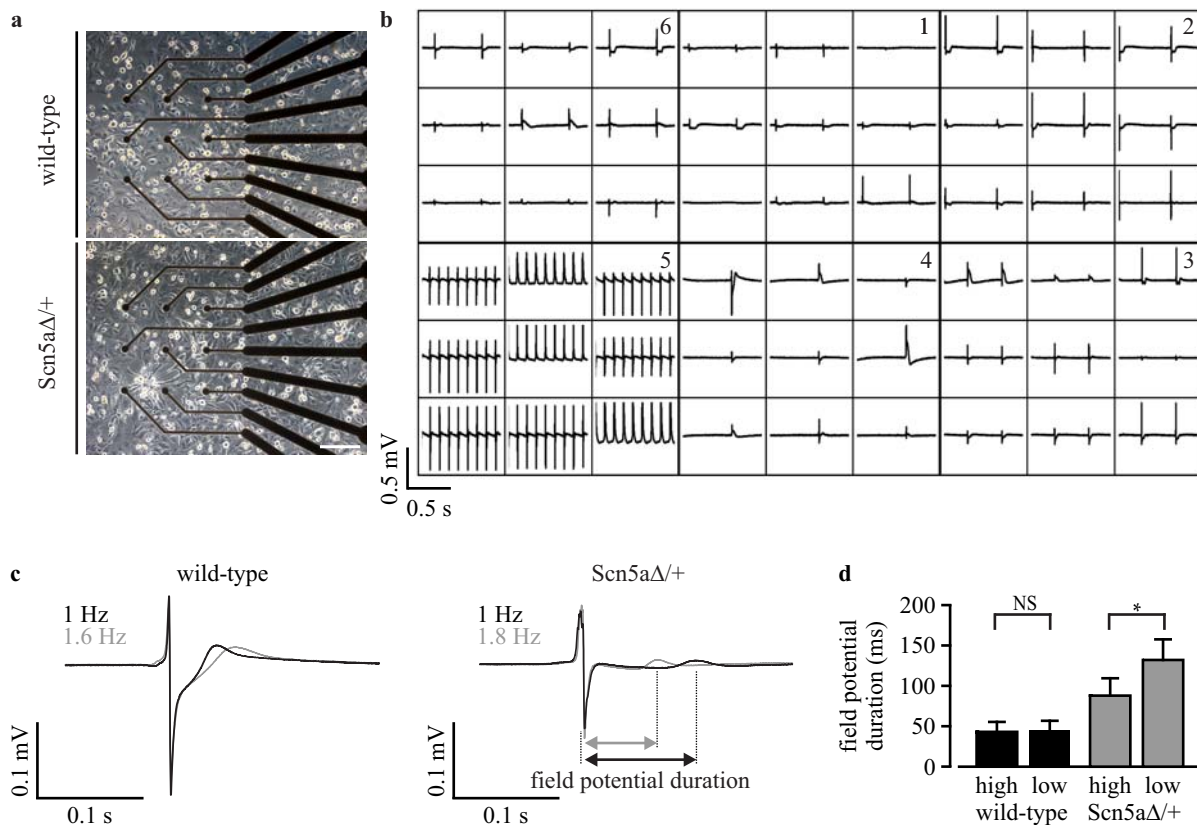 a
wild-type
Scn5aΔ/+
b
6
1
2
5
4
3
0.5 mV
0.5 s
c
wild-type
1 Hz
1.6 Hz
0.1 mV
0.1 s
Scn5aΔ/+
1 Hz
1.8 Hz
field potential duration
0.1 mV
0.1 s
d
field potential
duration (ms)
200
150
100
50
0
NS
*
high low high low
wild-type Scn5aΔ/+